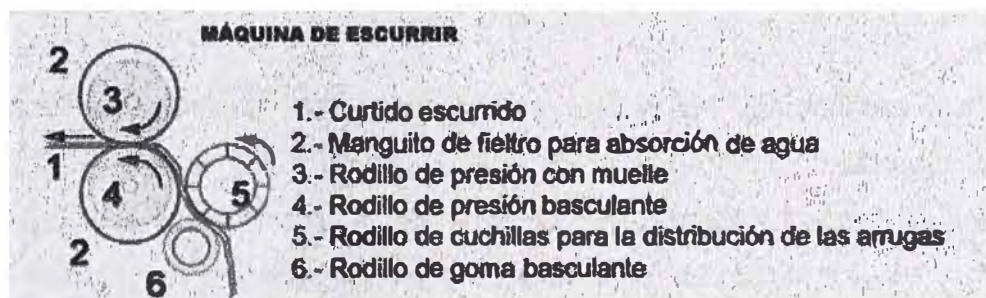 MÁQUINA DE ESCURRIR
2
3
1
4
5
2
6
1.- Curtido escurrido
2.- Manguito de fieltro para absorción de agua
3.- Rodillo de presión con muelle
4.- Rodillo de presión basculante
5.- Rodillo de cuchillas para la distribución de las arrugas
6.- Rodillo de goma basculante